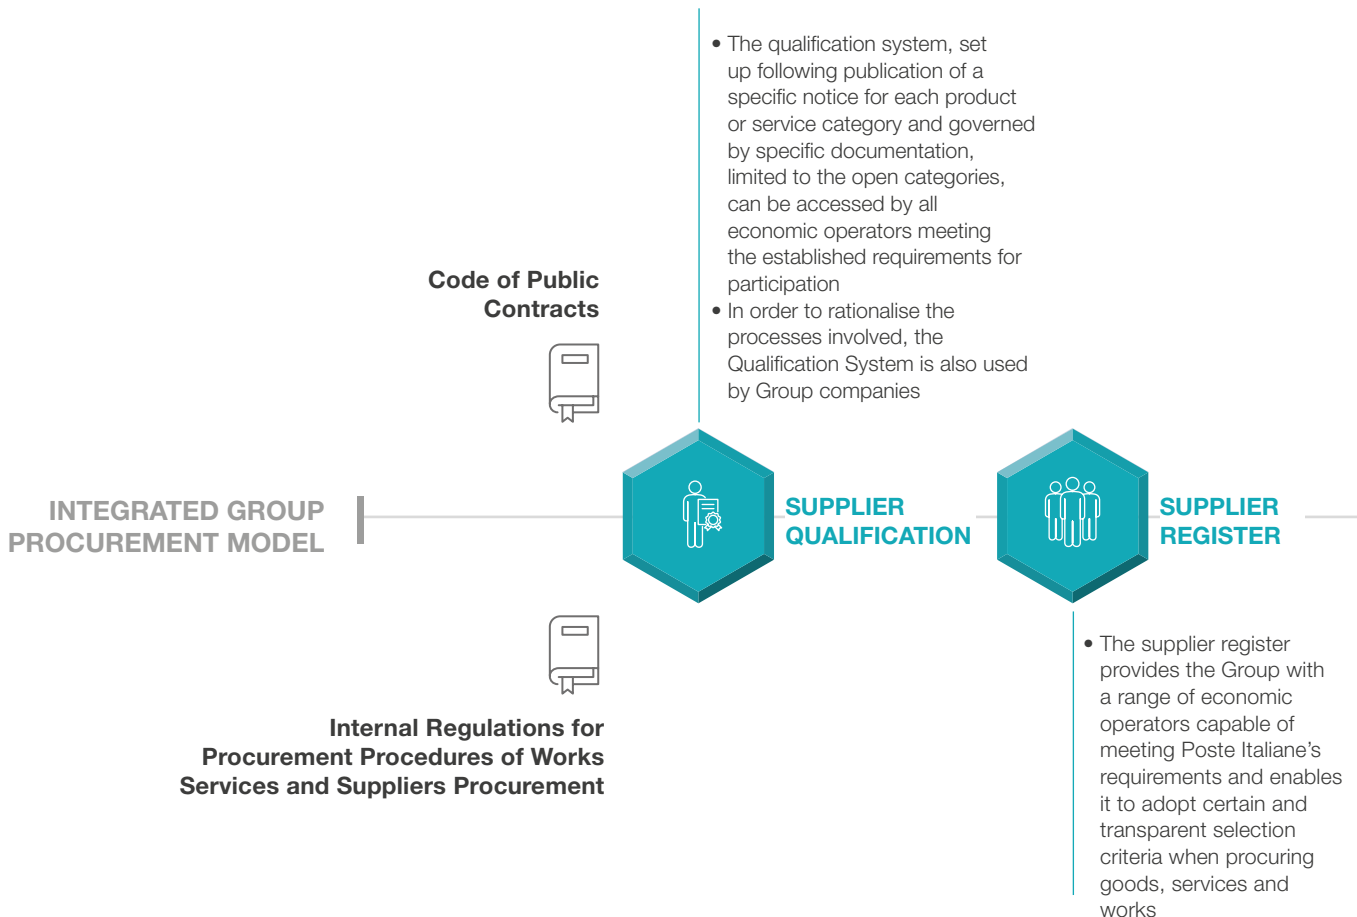 • The qualification system, set
up following publication of a
specific notice for each product
or service category and governed
by specific documentation,
limited to the open categories,
can be accessed by all
economic operators meeting
the established requirements for
participation
• In order to rationalise the
processes involved, the
Qualification System is also used
by Group companies
Code of Public
Contracts
INTEGRATED GROUP
PROCUREMENT MODEL
SUPPLIER
QUALIFICATION
SUPPLIER
REGISTER
Internal Regulations for
Procurement Procedures of Works
Services and Suppliers Procurement
• The supplier register
provides the Group with
a range of economic
operators capable of
meeting Poste Italiane’s
requirements and enables
it to adopt certain and
transparent selection
criteria when procuring
goods, services and
works